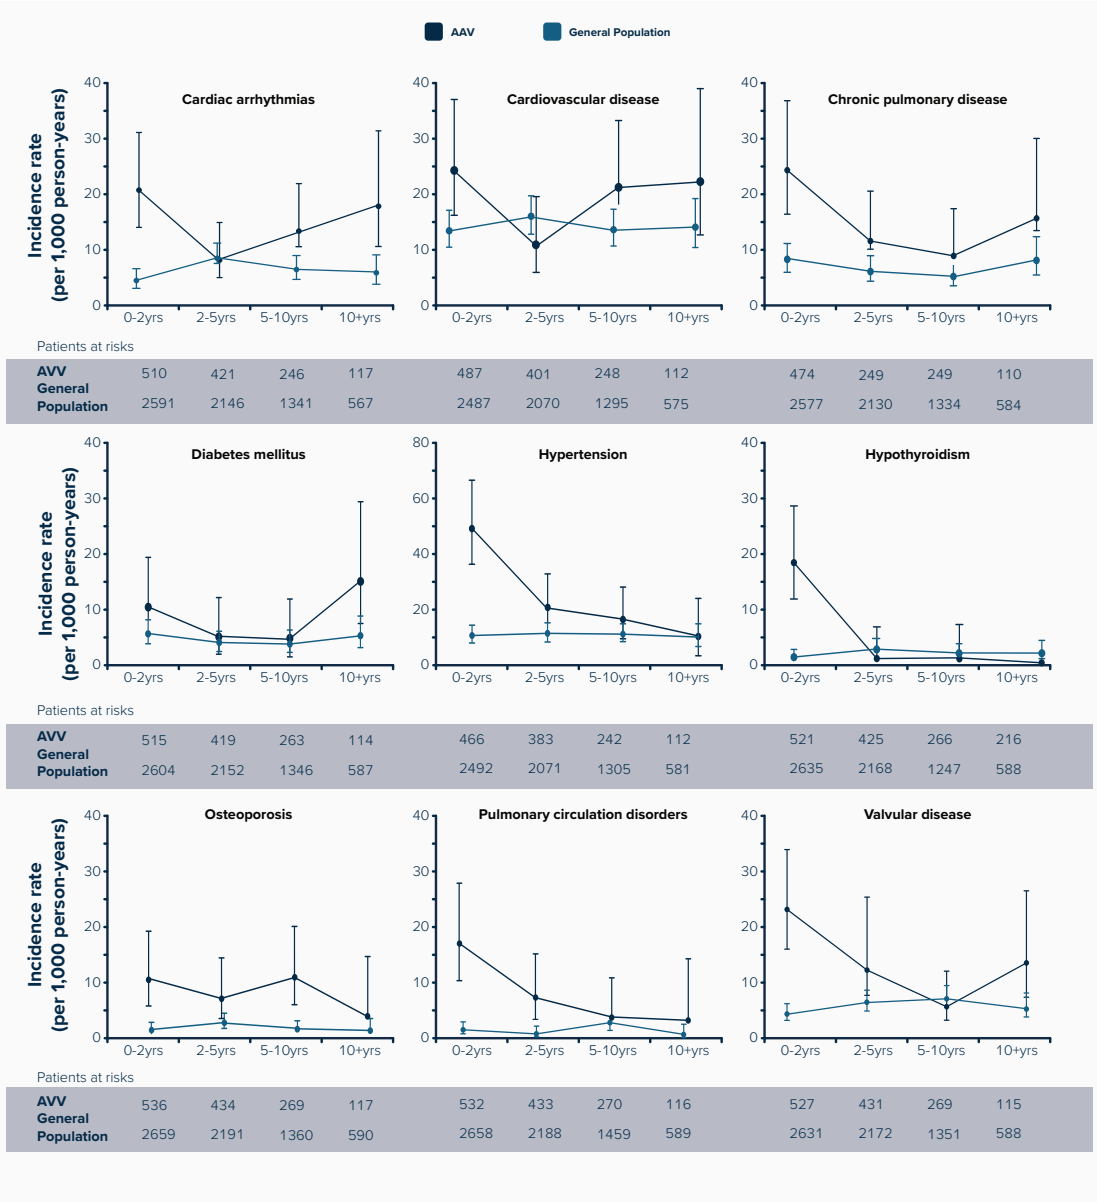 AAV General Population
Cardiac arrhythmias Cardiovascular disease Chronic pulmonary disease
Incidence rate
(per 1,000 person-years)
40 40 40
30 30 30
20 20 20
10 10 10
0 0 0
0-2yrs 2-5yrs 5-10yrs 10+yrs 0-2yrs 2-5yrs 5-10yrs 10+yrs 0-2yrs 2-5yrs 5-10yrs 10+yrs
Patients at risks
AVV 510 421 246 117 487 401 248 112 474 249 249 110
General
Population 2591 2146 1341 567 2487 2070 1295 575 2577 2130 1334 584
Diabetes mellitus Hypertension Hypothyroidism
Incidence rate
(per 1,000 person-years)
40 80 40
30 60 30
20 40 20
10 20 10
0 0 0
0-2yrs 2-5yrs 5-10yrs 10+yrs 0-2yrs 2-5yrs 5-10yrs 10+yrs 0-2yrs 2-5yrs 5-10yrs 10+yrs
Patients at risks
AVV 515 419 263 114 466 383 242 112 521 425 266 216
General
Population 2604 2152 1346 587 2492 2071 1305 581 2635 2168 1247 588
Osteoporosis Pulmonary circulation disorders Valvular disease
Incidence rate
(per 1,000 person-years)
40 40 40
30 30 30
20 20 20
10 10 10
0 0 0
0-2yrs 2-5yrs 5-10yrs 10+yrs 0-2yrs 2-5yrs 5-10yrs 10+yrs 0-2yrs 2-5yrs 5-10yrs 10+yrs
Patients at risks
AVV 536 434 269 117 532 433 270 116 527 431 269 115
General
Population 2659 2191 1360 590 2658 2188 1459 589 2631 2172 1351 588